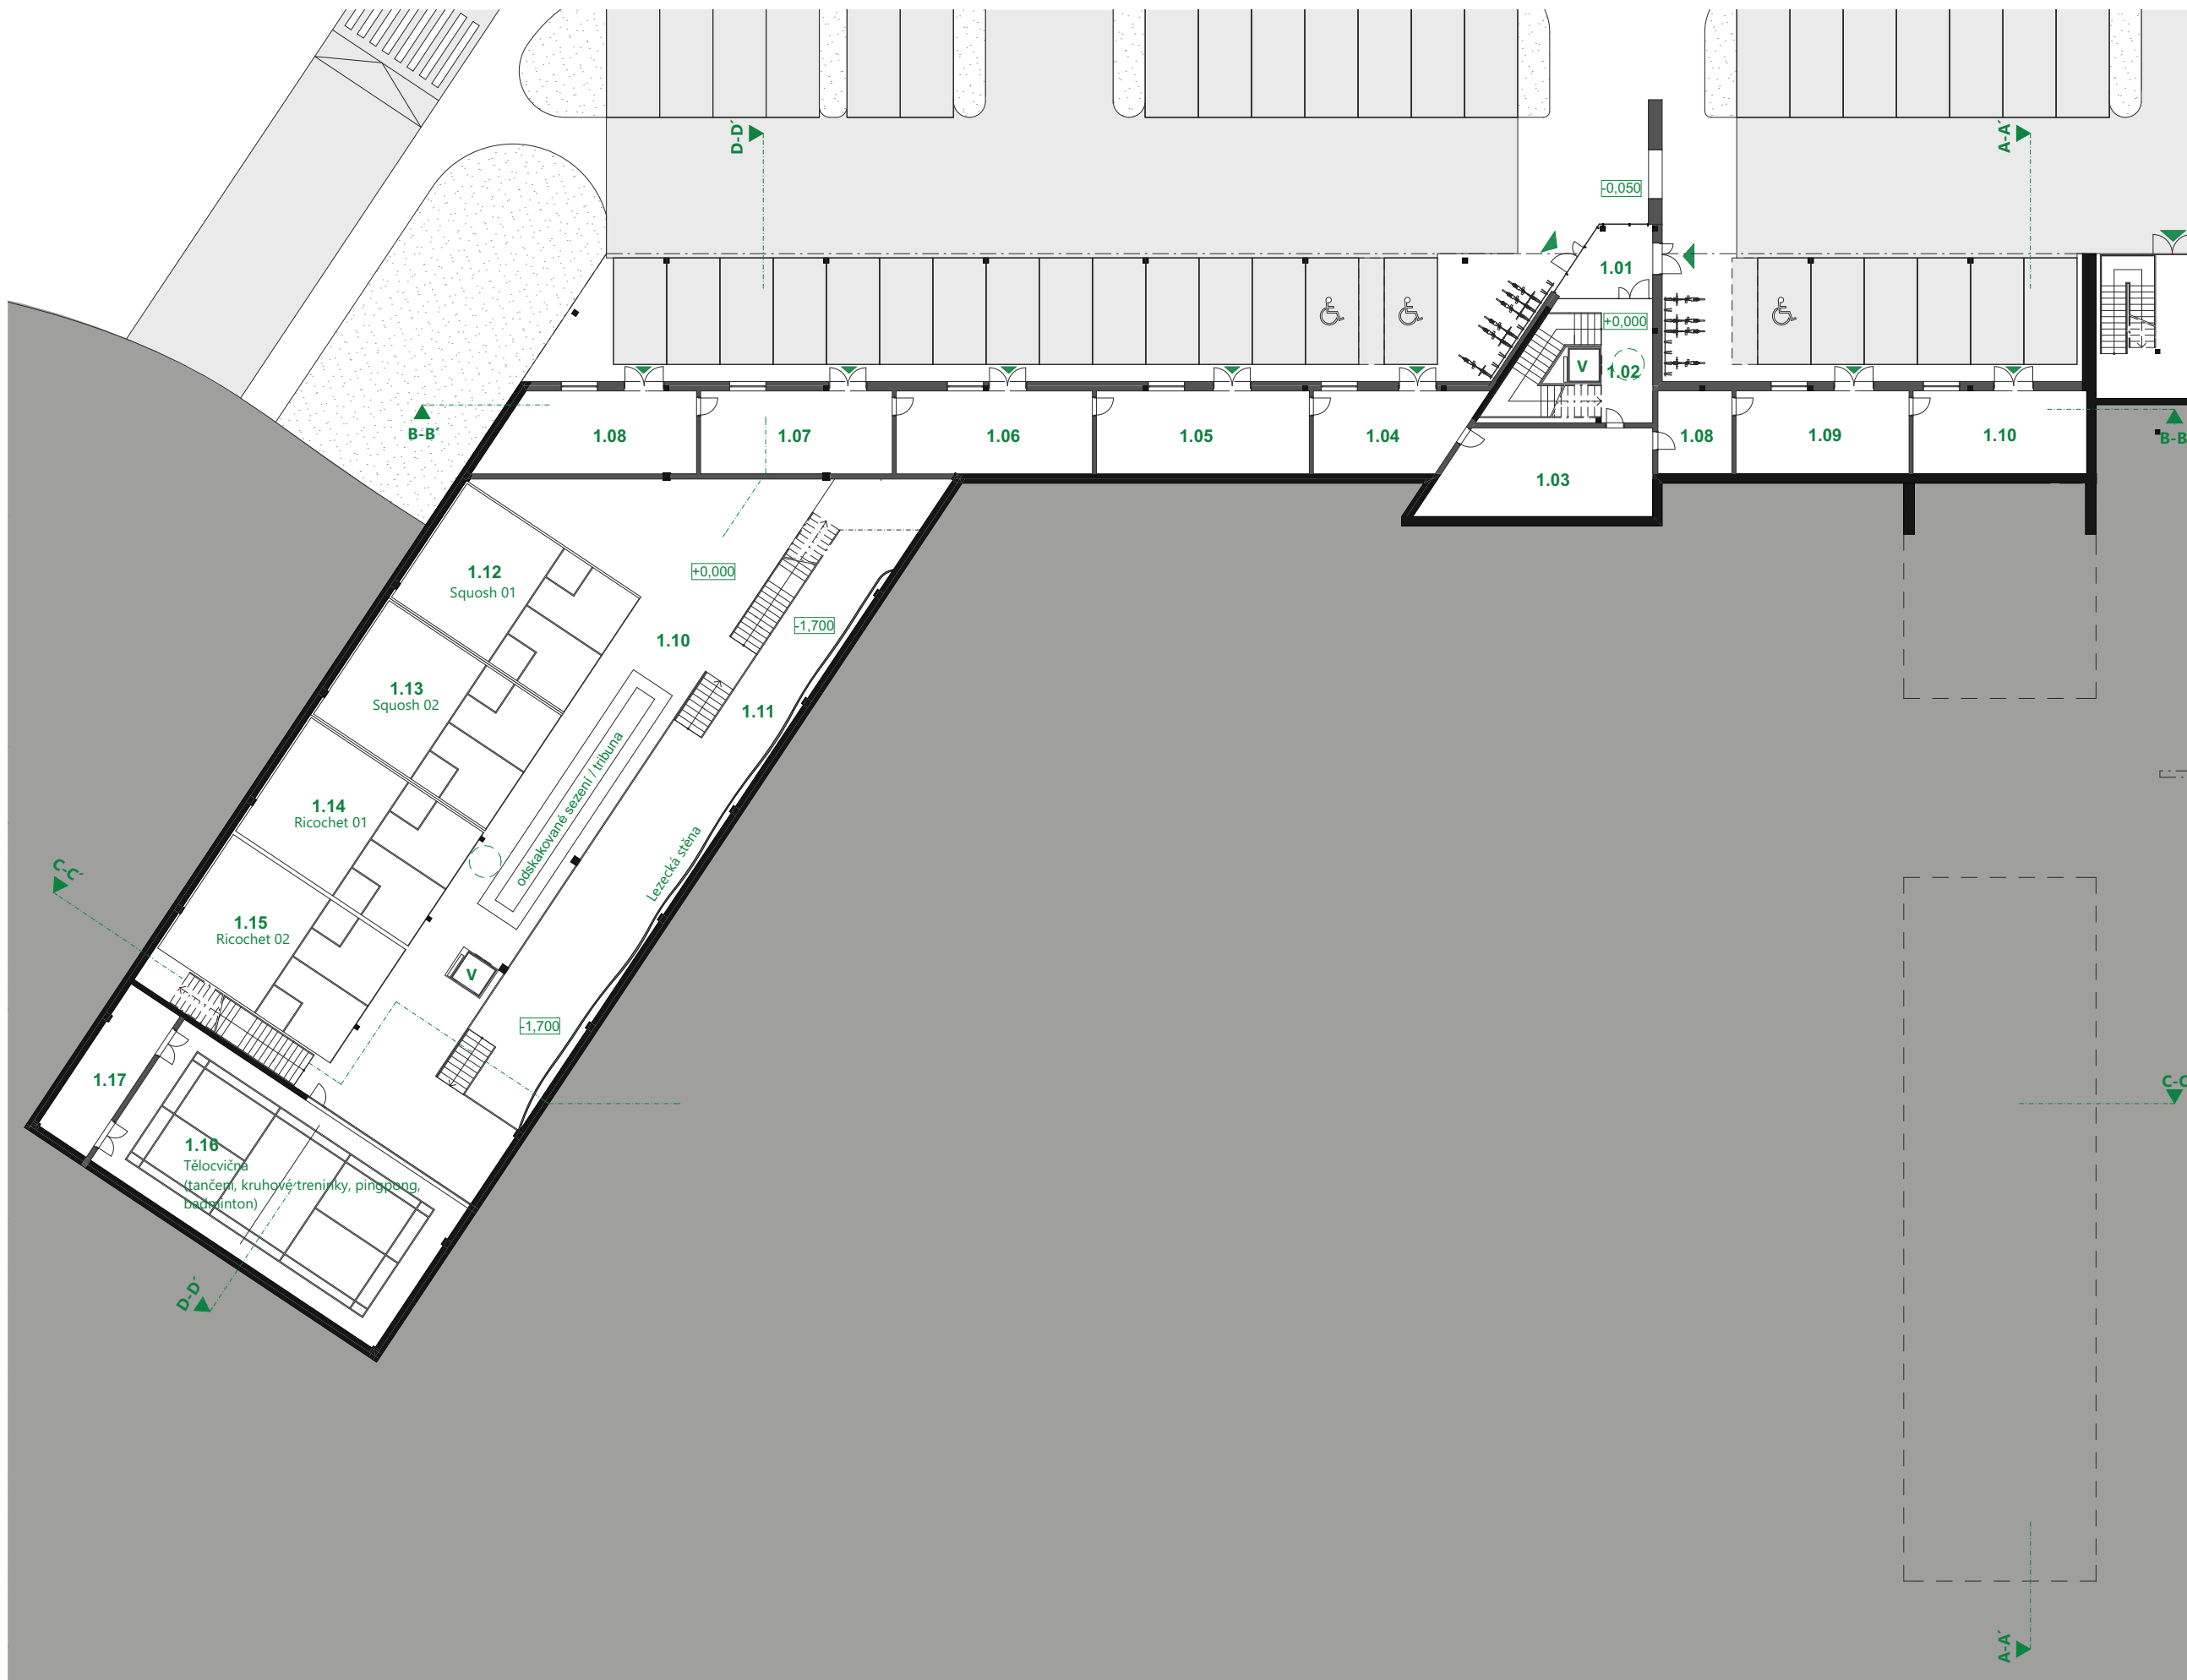 D-D´
A-A´
-0,050
1.01
+0,000
V
1.02
B-B´
1.08
1.07
1.06
1.05
1.04
1.08
1.09
1.10
B-B
1.03
1.12
Squosh 01
+0,000
-1,700
1.10
1.13
Squosh 02
1.11
odskakované sezení / tribuna
1.14
Ricochet 01
Lezecká stěna
C-C´
1.15
Ricochet 02
V
-1,700
1.17
C-C
1.16
Tělocvična
(tančení, kruhové treninky, pingpong,
badminton)
D-D´
A-A´